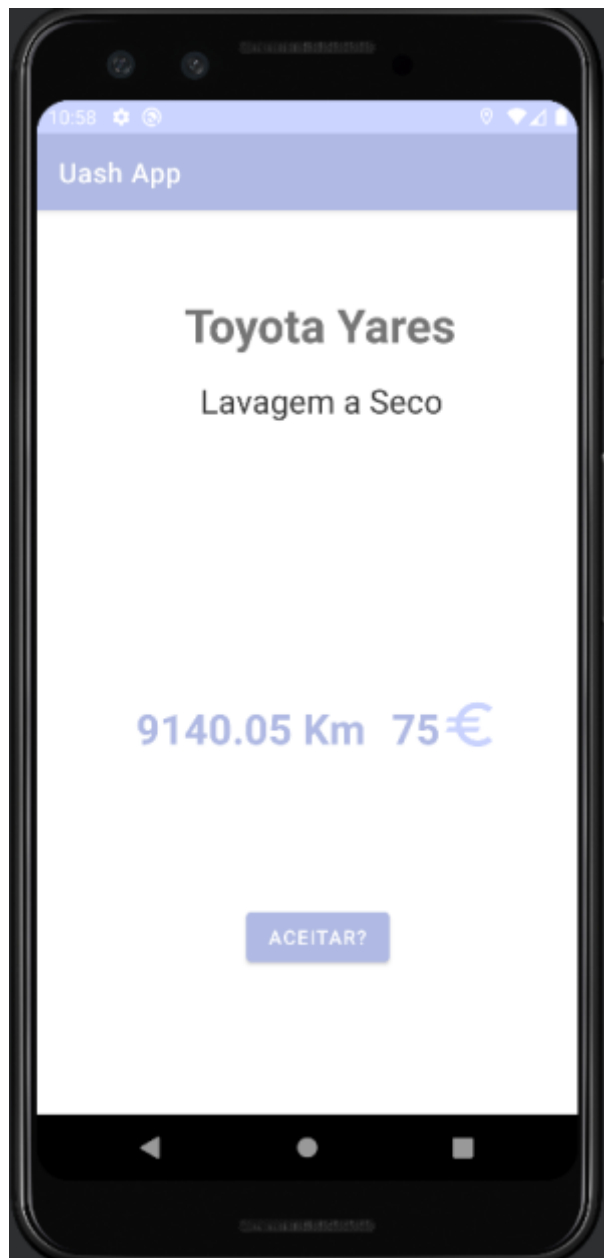 10:58
Uash App
Toyota Yares
Lavagem a Seco
9140.05 Km 75€
ACEITAR?